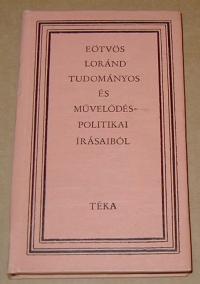 EÖTVÖS
LORÁND
TUDOMÁNYOS
ÉS
MŰVELŐDÉS-
POLITIKAI
ÍRÁSAIBÓL
TÉKA